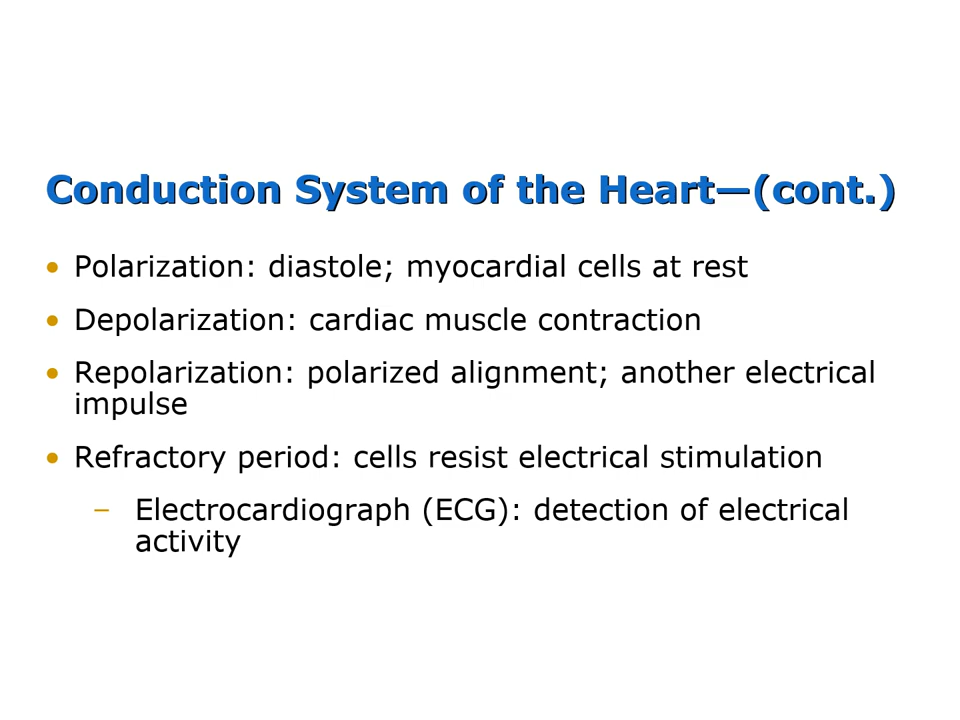 Conduction System of the Heart—(cont.)
• Polarization: diastole; myocardial cells at rest
• Depolarization: cardiac muscle contraction
• Repolarization: polarized alignment; another electrical
impulse
• Refractory period: cells resist electrical stimulation
– Electrocardiograph (ECG): detection of electrical
activity